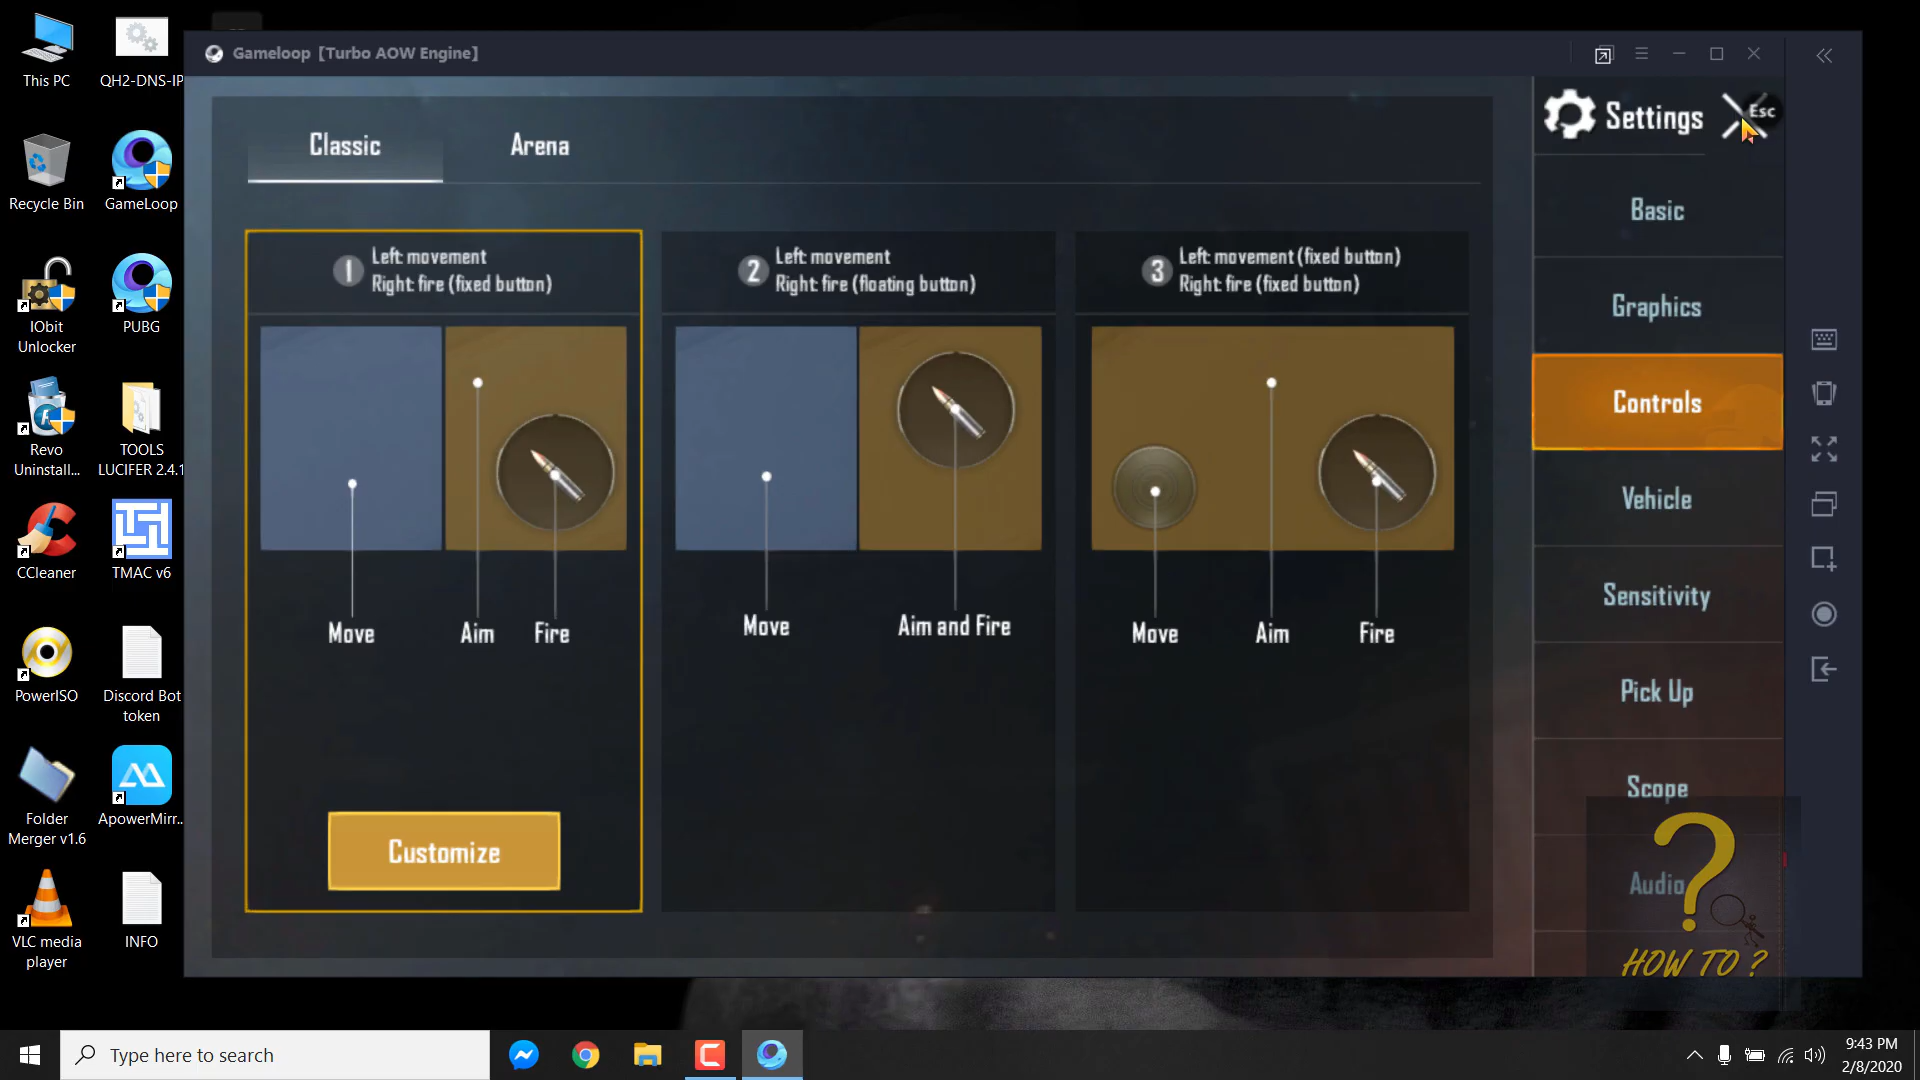 This PC
QH2-DNS-IP
Recycle Bin
GameLoop
IObit
Unlocker
PUBG
Revo
Uninstall...
TOOLS
LUCIFER 2.4.1
CCleaner
TMAC v6
PowerISO
Discord Bot
token
Folder
Merger v1.6
ApowerMirr...
VLC media
player
INFO
Gameloop【Turbo AOW Engine】
Classic
Arena
1
Left: movement
Right: fire (fixed button)
Move
Aim
Fire
Customize
2
Left: movement
Right: fire (floating button)
Move
Aim and Fire
3
Left: movement (fixed button)
Right: fire (fixed button)
Move
Aim
Fire
Settings
Esc
Basic
Graphics
Controls
Vehicle
Sensitivity
Pick Up
Scope
Audio
?
HOW TO ?
Type here to search
9:43 PM
2/8/2020